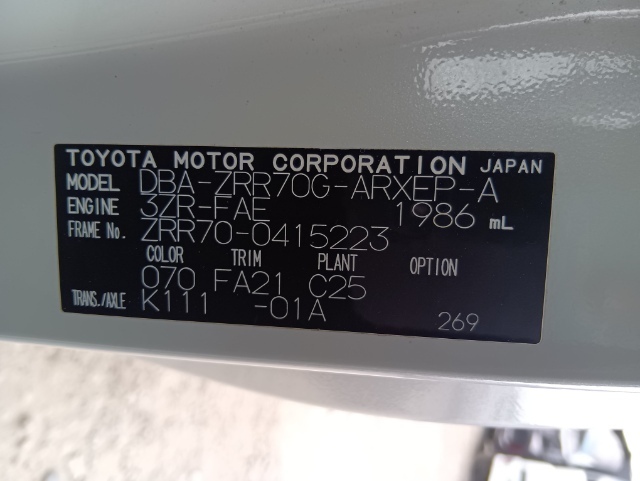 TOYOTA MOTOR CORPORATION JAPAN
MODEL DBA-ZRR70G-ARXEP-A
ENGINE 3ZR-FAE 1986 mL
FRAME No. ZRR70-0415223
COLOR TRIM PLANT OPTION
070 FA21 C25
TRANS./AXLE K111 -01A
269